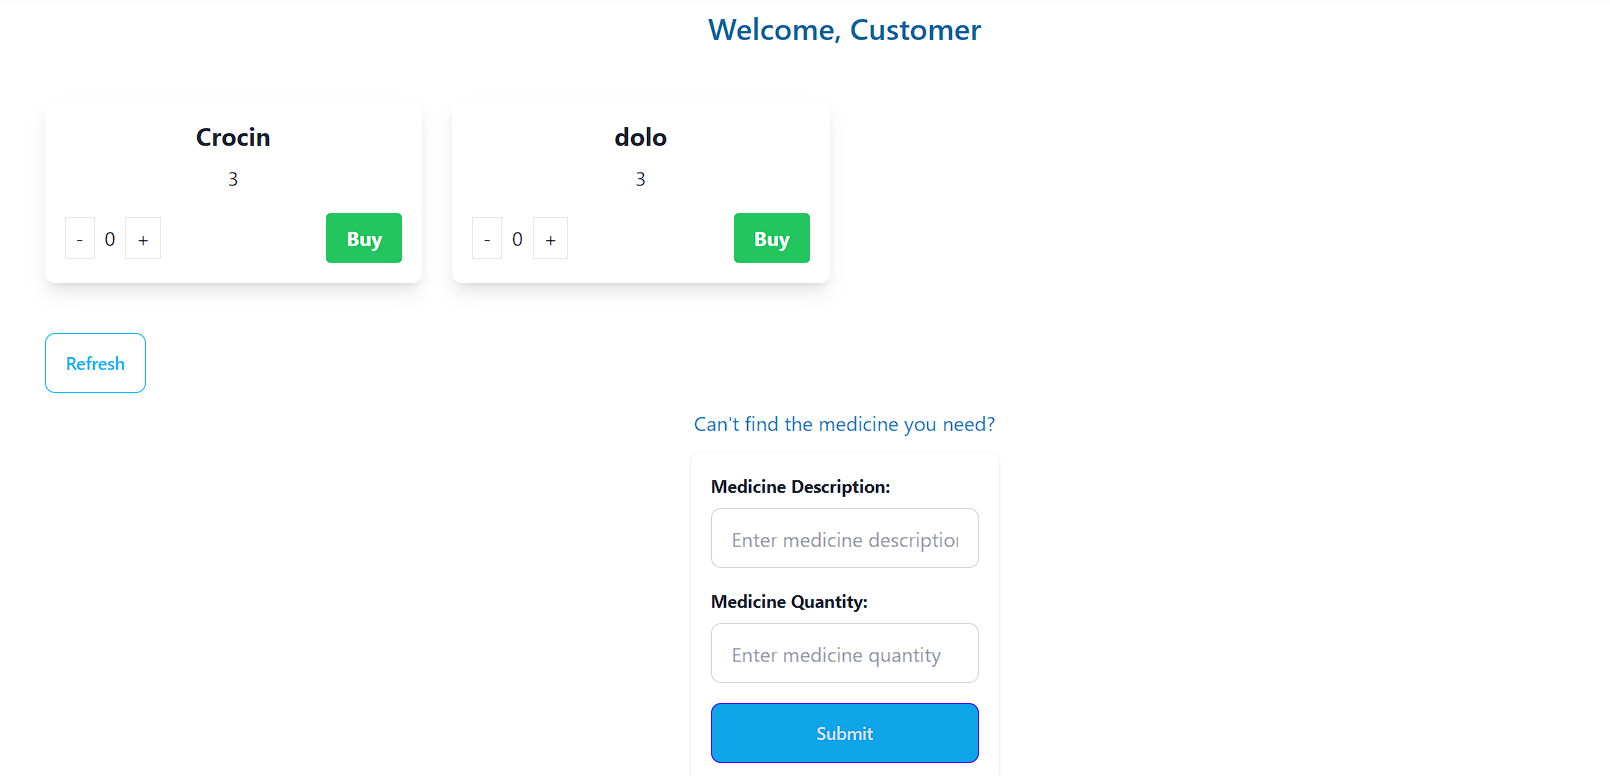 Welcome, Customer
Crocin
3
- 0 +
Buy
dolo
3
- 0 +
Buy
Refresh
Can't find the medicine you need?
Medicine Description:
Enter medicine description
Medicine Quantity:
Enter medicine quantity
Submit